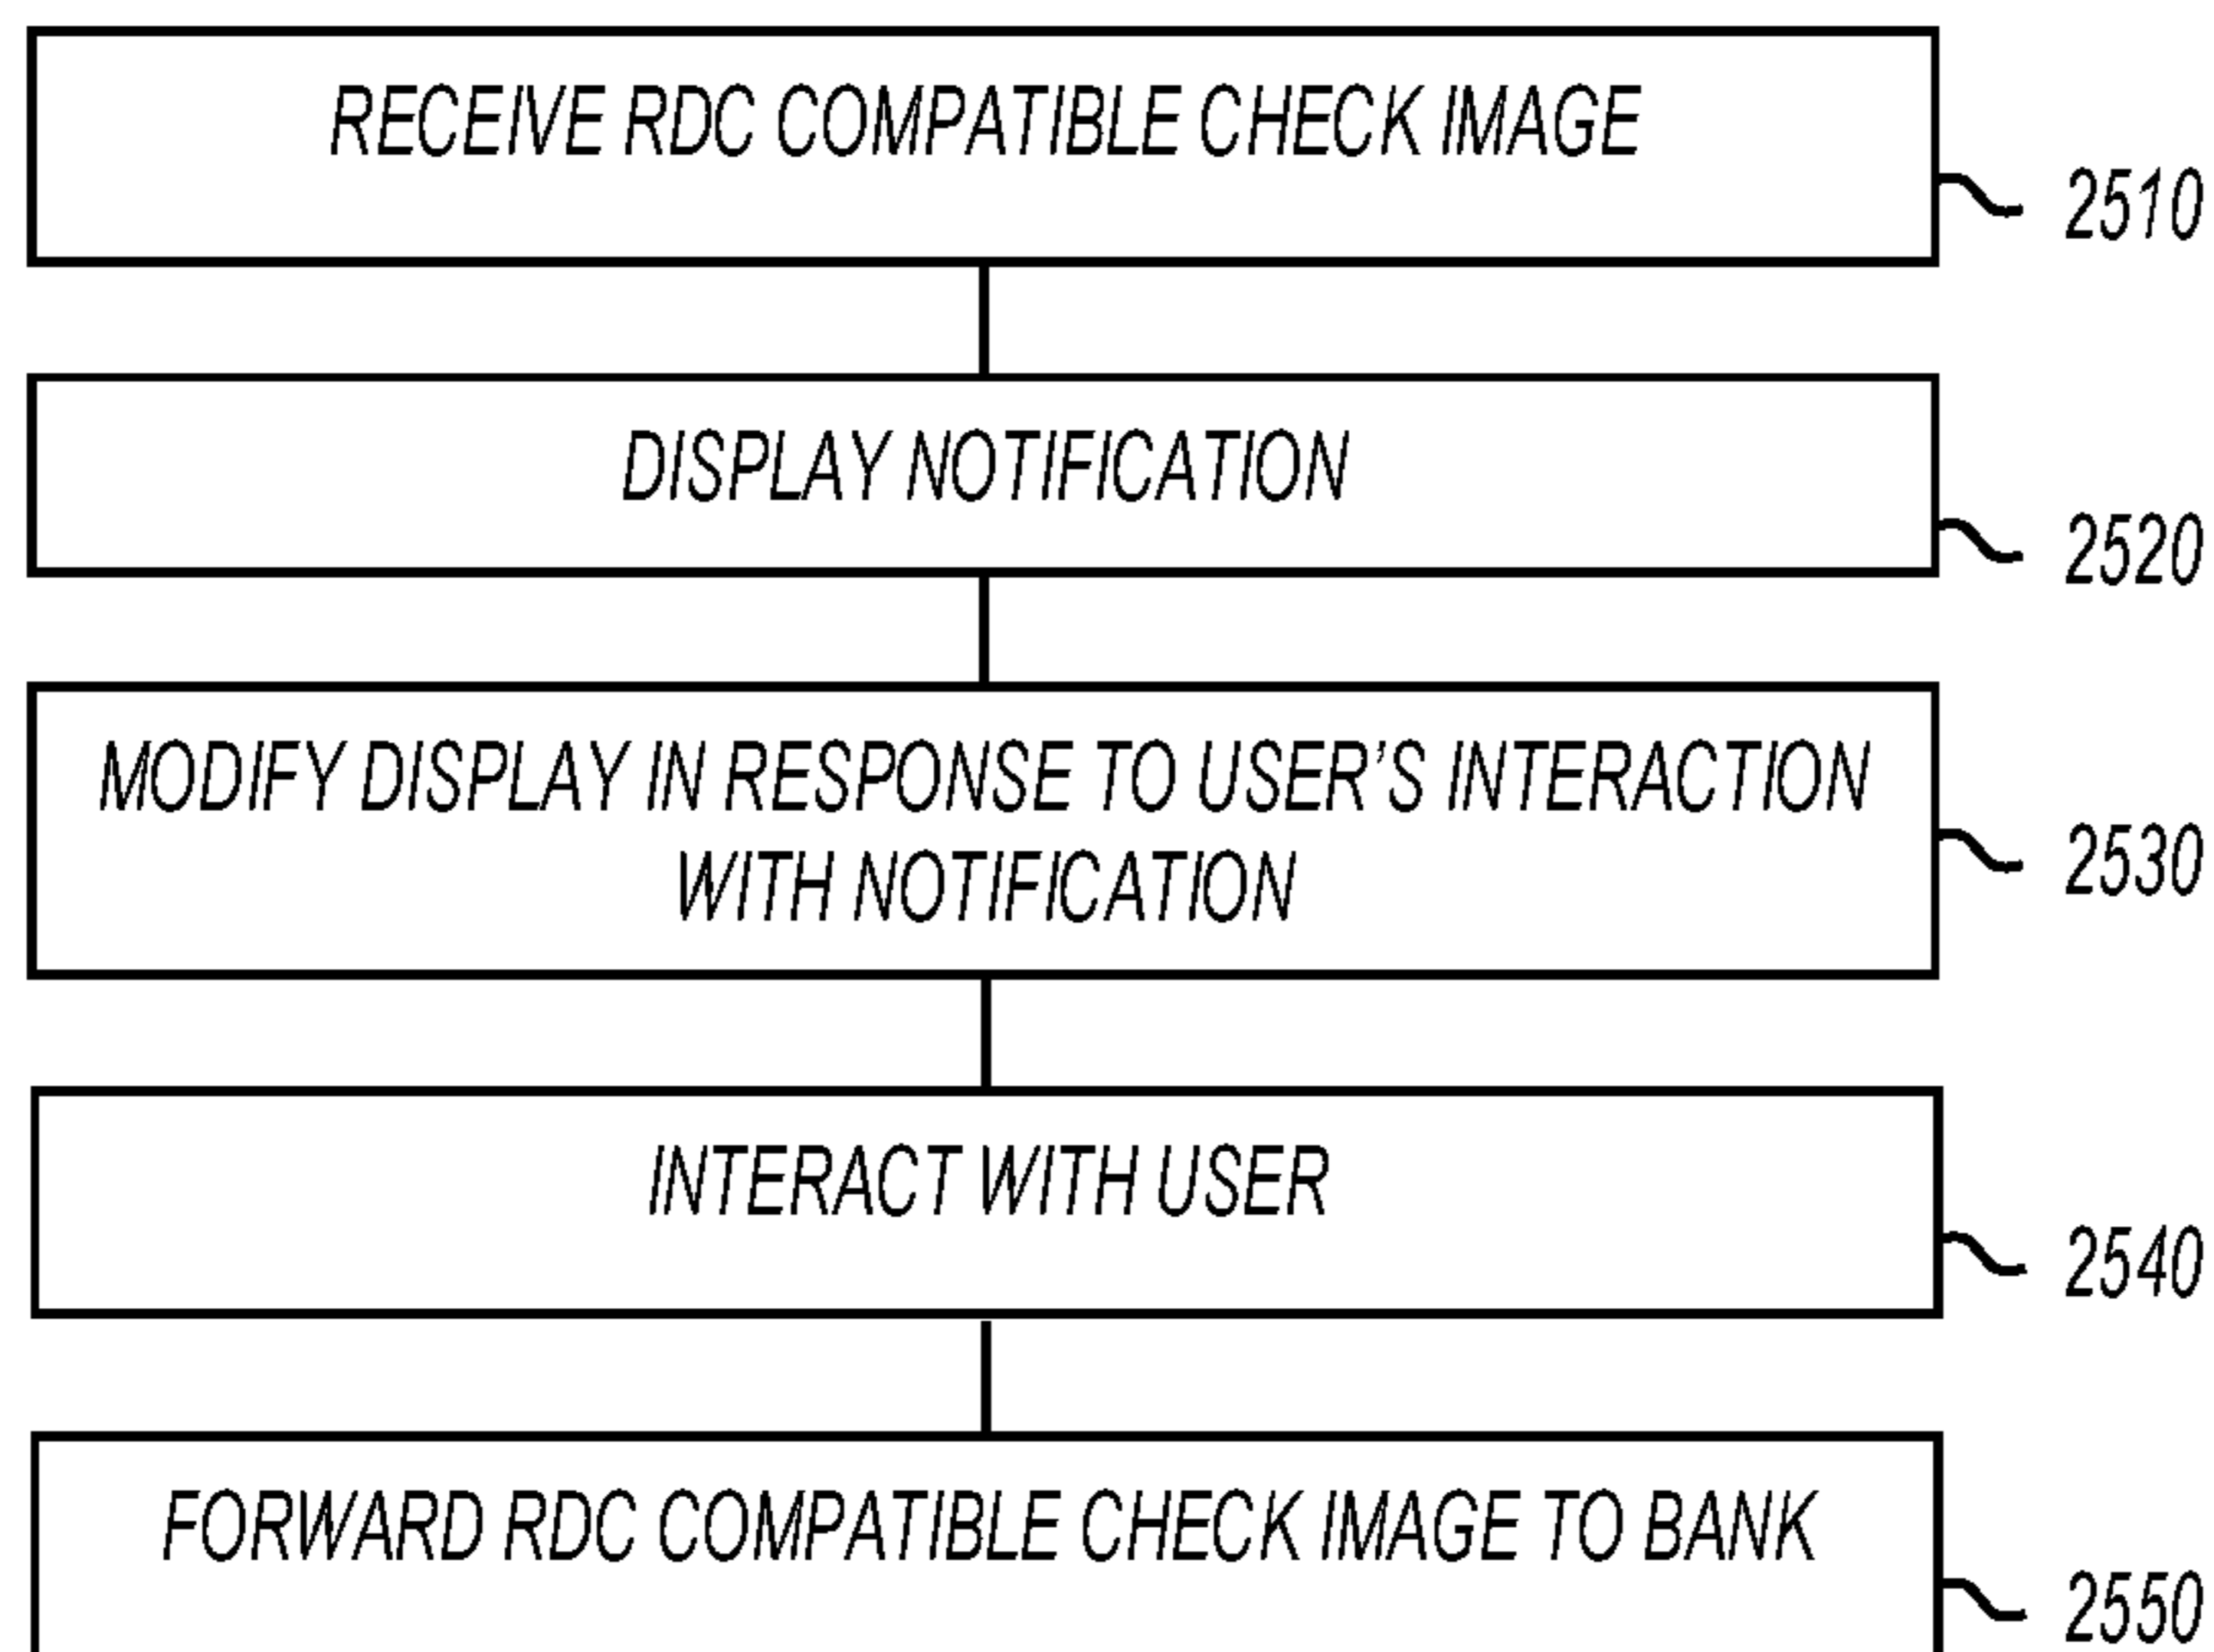 RECEIVE RDC COMPATIBLE CHECK IMAGE
2510
DISPLAY NOTIFICATION
2520
MODIFY DISPLAY IN RESPONSE TO USER'S INTERACTION
WITH NOTIFICATION
2530
INTERACT WITH USER
2540
FORWARD RDC COMPATIBLE CHECK IMAGE TO BANK
2550